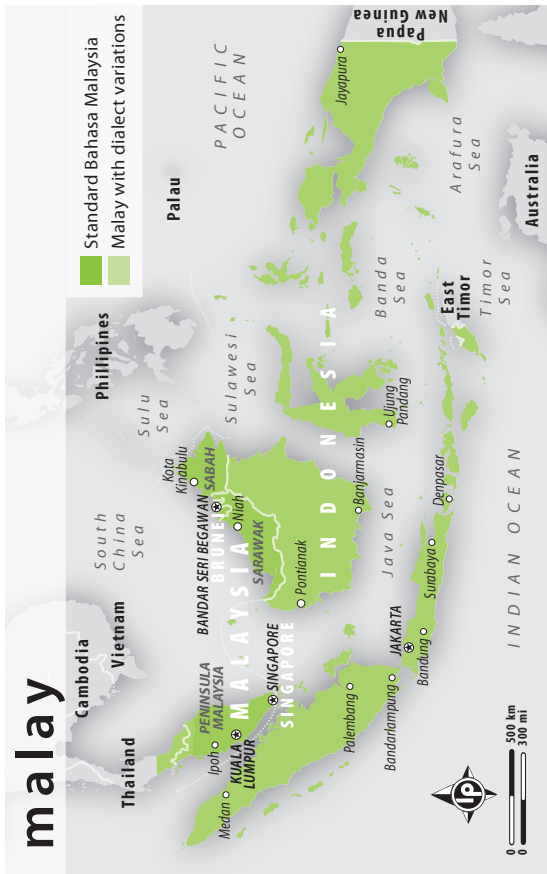 malay
Standard Bahasa Malaysia
Malay with dialect variations
Cambodia
Vietnam
Thailand
Phillipines
Palau
PACIFIC
OCEAN
Papua
New Guinea
South
China
Sea
Sulu
Sea
Sulawesi
Sea
Kota
Kinabulu
SABAH
BANDAR SERI BEGAWAN
BRUNEI
Niah
SARAWAK
PENINSULA
MALAYSIA
MALAYSIA
Ipoh
KUALA
LUMPUR
Medan
SINGAPORE
SINGAPORE
Pontianak
INDONESIA
Banjarmasin
Palembang
Bandarlampung
JAKARTA
Bandung
Surabaya
Denpasar
Java Sea
Ujung
Pandang
Banda
Sea
Jayapura
Arafura
Sea
East
Timor
Timor
Sea
Australia
INDIAN OCEAN
lp
0 500 km
0 300 mi